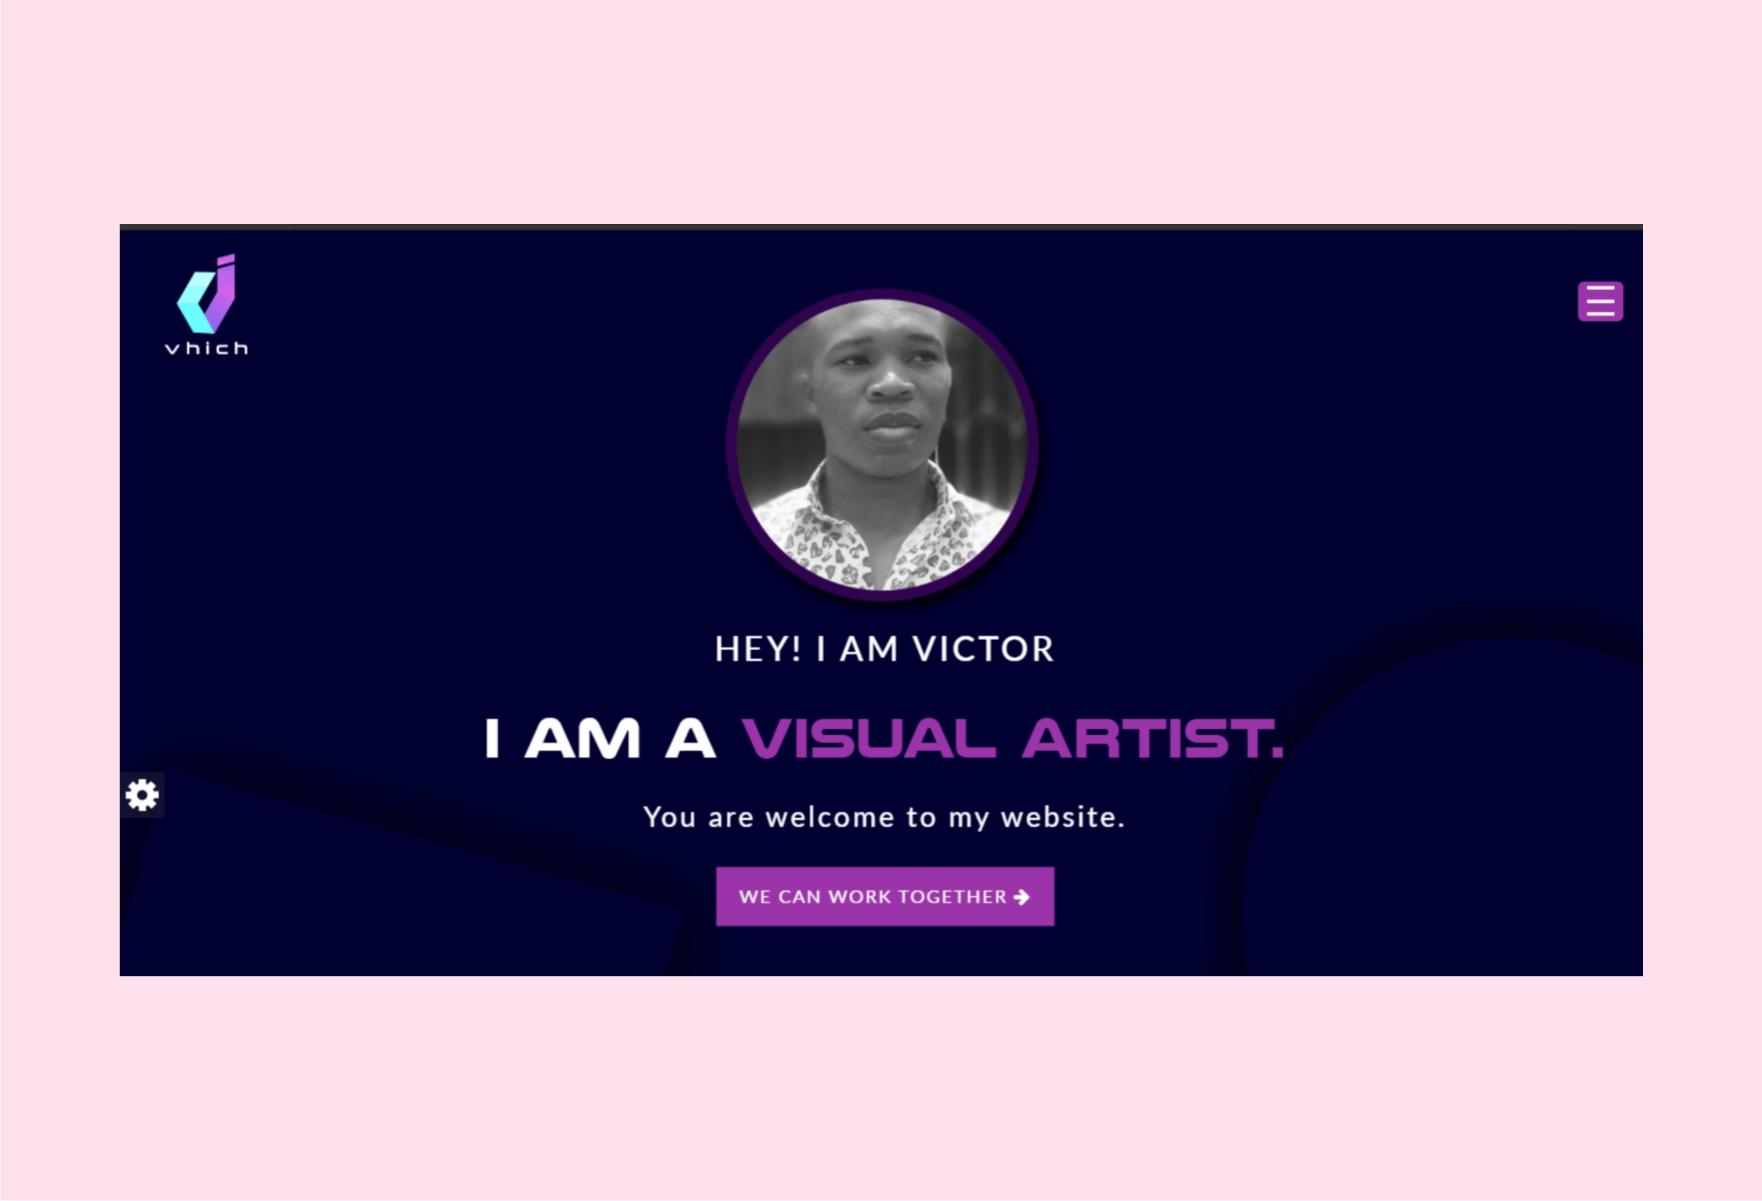 vhich
HEY! I AM VICTOR
I AM A VISUAL ARTIST.
You are welcome to my website.
WE CAN WORK TOGETHER